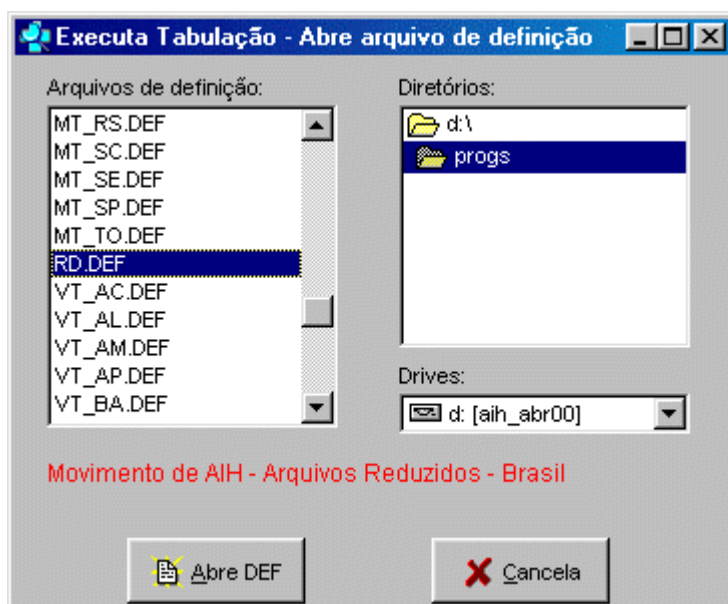 Executa Tabulação - Abre arquivo de definição
Arquivos de definição:
MT_RS.DEF
MT_SC.DEF
MT_SE.DEF
MT_SP.DEF
MT_TO.DEF
RD.DEF
VT_AC.DEF
VT_AL.DEF
VT_AM.DEF
VT_AP.DEF
VT_BA.DEF
Diretórios:
d:\
progs
Drives:
d: [aih_abr00]
Movimento de AIH - Arquivos Reduzidos - Brasil
Abre DEF
Cancela